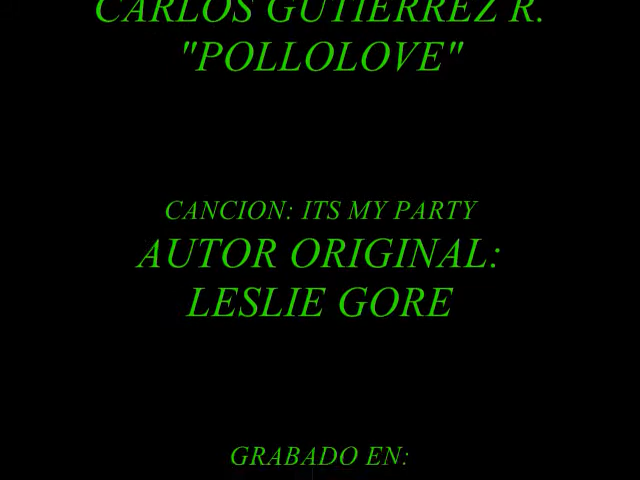 CARLOS GUTIERREZ R.
"POLLOLOVE"
CANCION: ITS MY PARTY
AUTOR ORIGINAL:
LESLIE GORE
GRABADO EN: